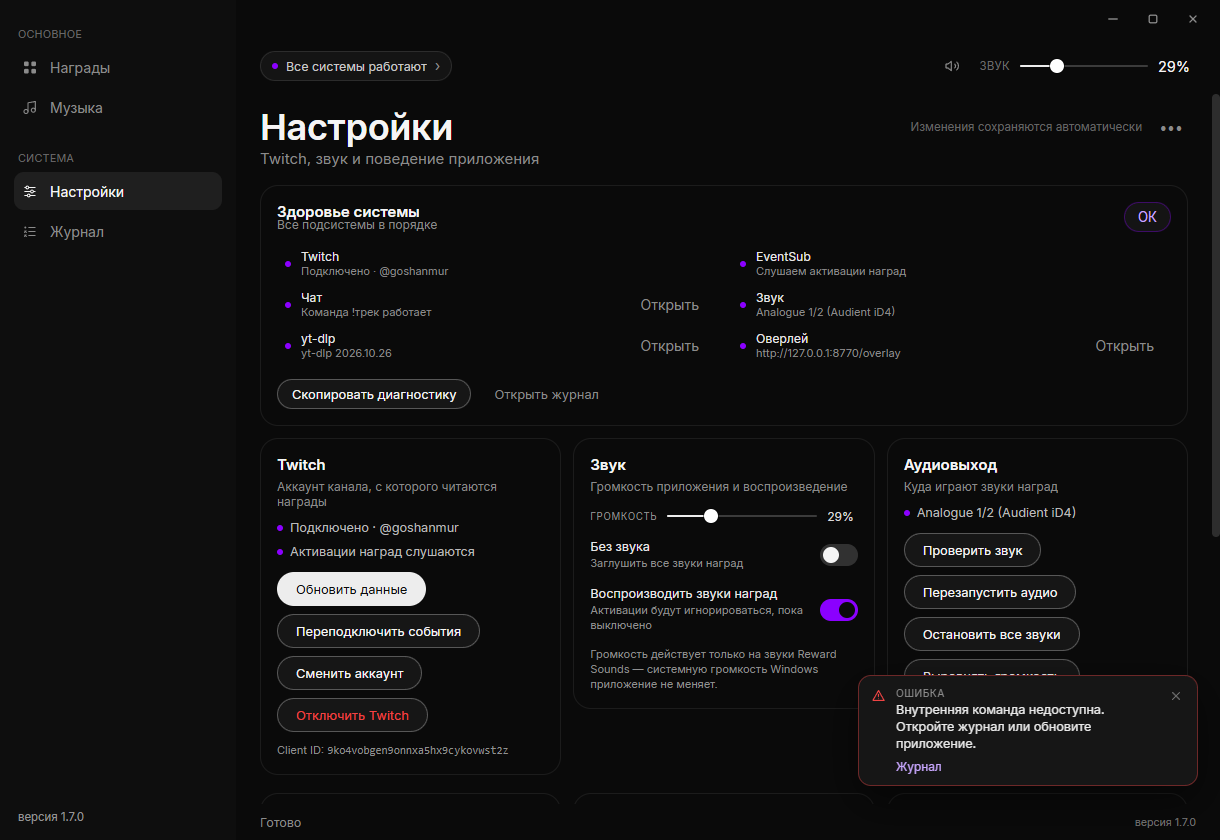 ОСНОВНОЕ
Награды
Музыка
СИСТЕМА
Настройки
Журнал
версия 1.7.0
Все системы работают
ЗВУК
29%
Настройки
Twitch, звук и поведение приложения
Изменения сохраняются автоматически
Здоровье системы
Все подсистемы в порядке
ОК
Twitch
Подключено · @goshanmur
EventSub
Слушаем активации наград
Чат
Команда !трек работает
Открыть
Звук
Analogue 1/2 (Audient iD4)
yt-dlp
yt-dlp 2026.10.26
Открыть
Оверлей
http://127.0.0.1:8770/overlay
Открыть
Скопировать диагностику
Открыть журнал
Twitch
Аккаунт канала, с которого читаются
награды
Подключено · @goshanmur
Активации наград слушаются
Обновить данные
Переподключить события
Сменить аккаунт
Отключить Twitch
Client ID: 9ko4vobgen9onnxa5hx9cykovwst2z
Звук
Громкость приложения и воспроизведение
ГРОМКОСТЬ
29%
Без звука
Заглушить все звуки наград
Воспроизводить звуки наград
Активации будут игнорироваться, пока
выключено
Громкость действует только на звуки Reward
Sounds — системную громкость Windows
приложение не меняет.
Аудиовыход
Куда играют звуки наград
Analogue 1/2 (Audient iD4)
Проверить звук
Перезапустить аудио
Остановить все звуки
ОШИБКА
Внутренняя команда недоступна.
Откройте журнал или обновите
приложение.
Журнал
Готово
версия 1.7.0